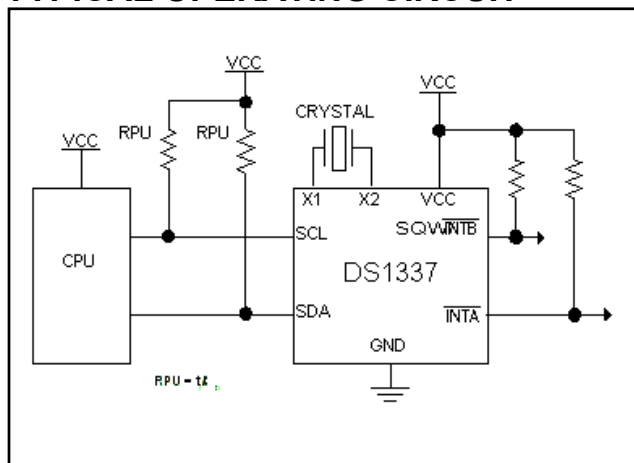 VCC
VCC
RPU
RPU
CRYSTAL
VCC
X1
X2
VCC
SCL
SQW/INTB
CPU
DS1337
SDA
INTA
GND
RPU =